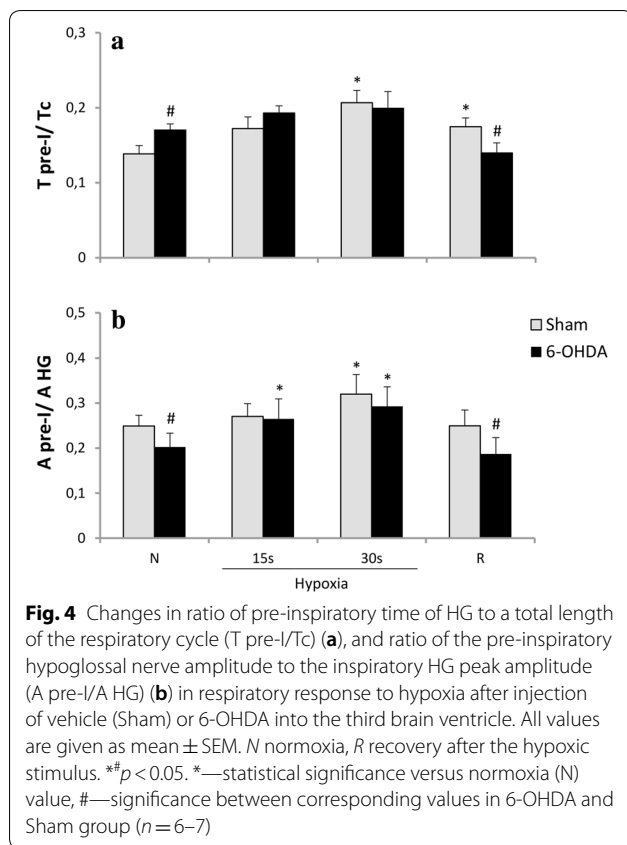 0,3
a
#
*
*
#
T pre-I/ Tc
0,2
0,1
0
0,5
b
Sham
6-OHDA
A pre-I/ A HG
0,4
*
*
*
#
#
0,3
0,2
0,1
0
N
15s
30s
R
Hypoxia
Fig. 4 Changes in ratio of pre-inspiratory time of HG to a total length
of the respiratory cycle (T pre-I/Tc) (a), and ratio of the pre-inspiratory
hypoglossal nerve amplitude to the inspiratory HG peak amplitude
(A pre-I/A HG) (b) in respiratory response to hypoxia after injection
of vehicle (Sham) or 6-OHDA into the third brain ventricle. All values
are given as mean ± SEM. N normoxia, R recovery after the hypoxic
stimulus. *#p < 0.05. *—statistical significance versus normoxia (N)
value, #—significance between corresponding values in 6-OHDA and
Sham group (n = 6–7)